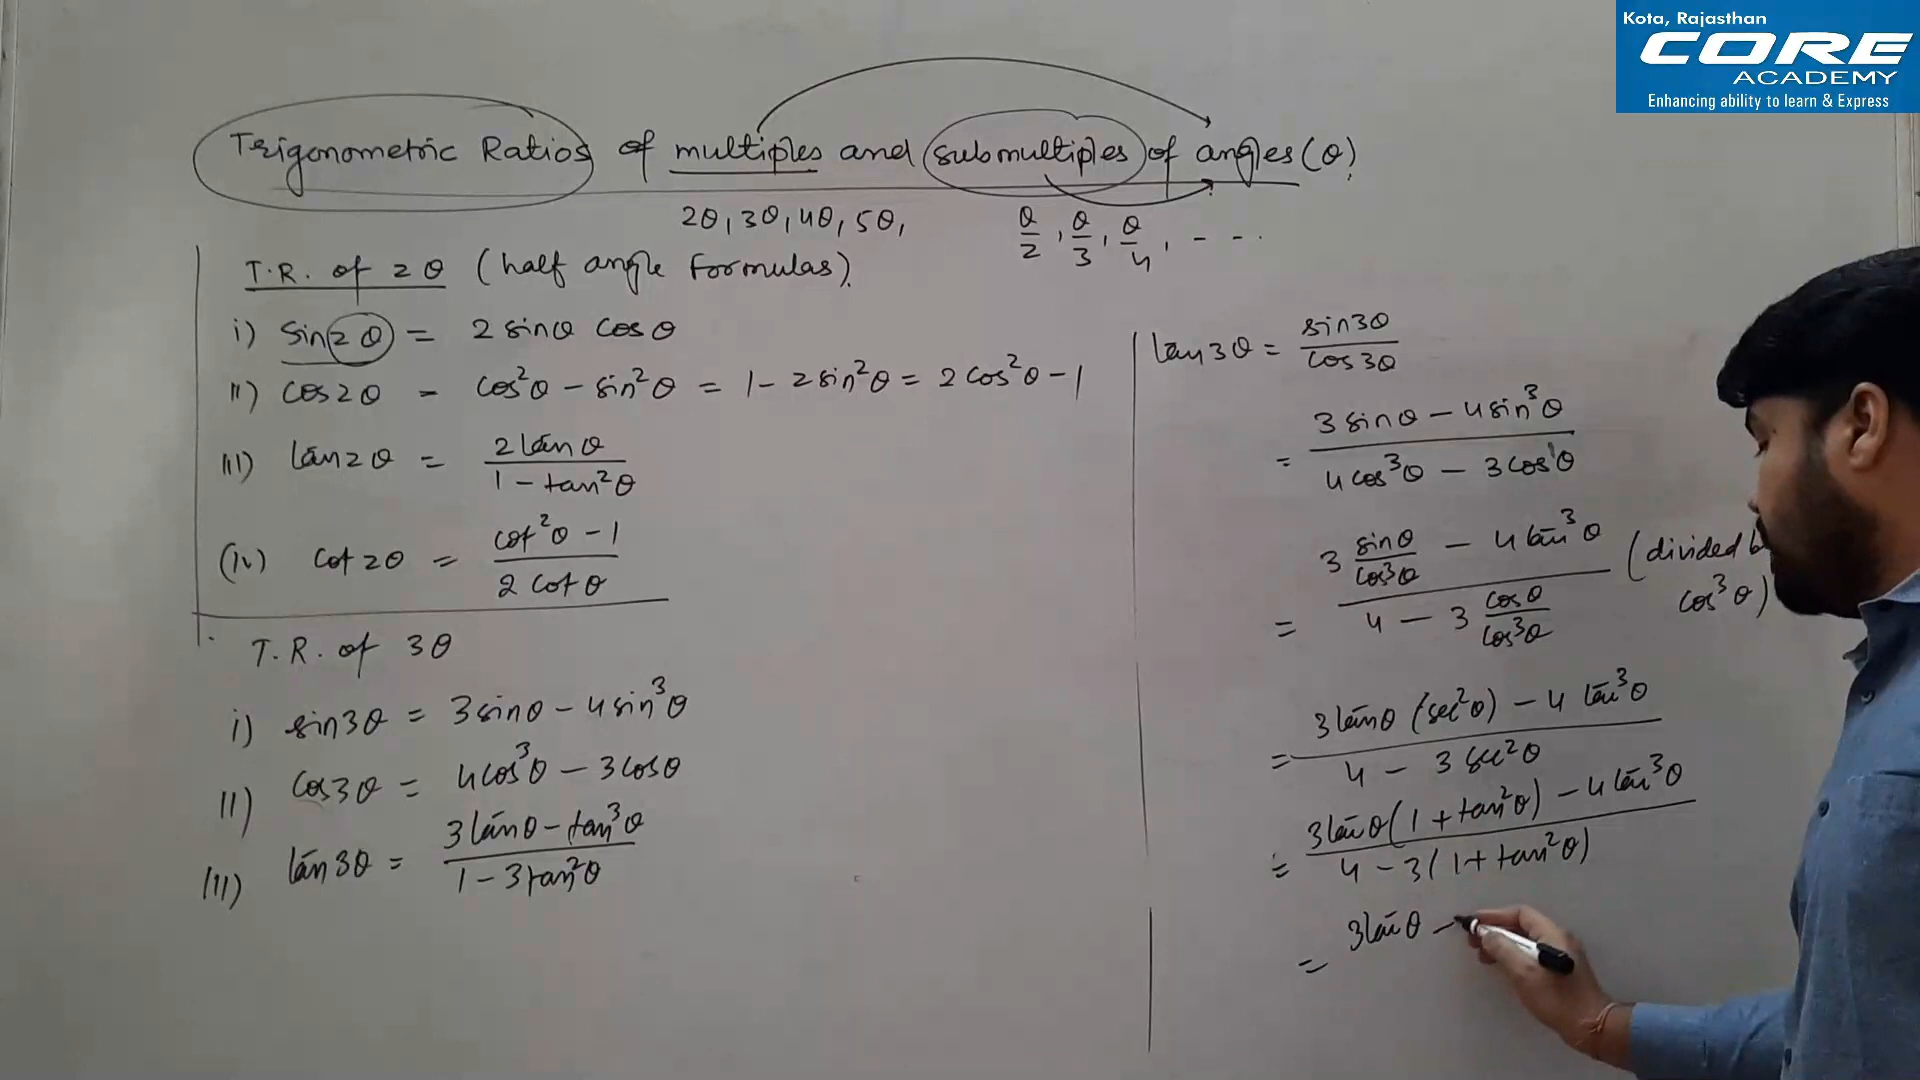 Kota, Rajasthan
CORE
ACADEMY
Enhancing ability to learn & Express
Trigonometric Ratios of multiples and submultiples of angles (θ)
2θ, 3θ, 4θ, 5θ, θ/2, θ/3, θ/4, - - ..
T.R. of 2θ (half angle formulas).
i) sin2θ = 2 sinθ cosθ
ii) cos2θ = cos²θ - sin²θ = 1 - 2sin²θ = 2cos²θ - 1
iii) tan2θ = 2tanθ / 1 - tan²θ
(iv) cot2θ = cot²θ - 1 / 2 cotθ
T.R. of 3θ
i) sin3θ = 3sinθ - 4sin³θ
ii) cos3θ = 4cos³θ - 3cosθ
iii) tan3θ = 3tanθ - tan³θ / 1 - 3tan²θ
tan3θ = sin3θ / cos3θ
= 3sinθ - 4sin³θ / 4cos³θ - 3cosθ
= 3 sinθ/cos³θ - 4tan³θ / 4 - 3 cosθ/cos³θ (divided
cos³θ)
= 3tanθ (sec²θ) - 4 tan³θ / 4 - 3 sec²θ
= 3tanθ(1 + tan²θ) - 4tan³θ / 4 - 3(1 + tan²θ)
= 3tanθ -